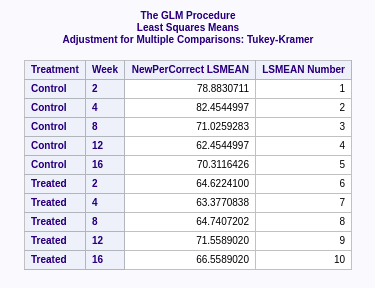 The GLM Procedure
Least Squares Means
Adjustment for Multiple Comparisons: Tukey-Kramer
Treatment Week NewPerCorrect LSMEAN LSMEAN Number
Control 2 78.8830711 1
Control 4 82.4544997 2
Control 8 71.0259283 3
Control 12 62.4544997 4
Control 16 70.3116426 5
Treated 2 64.6224100 6
Treated 4 63.3770838 7
Treated 8 64.7407202 8
Treated 12 71.5589020 9
Treated 16 66.5589020 10